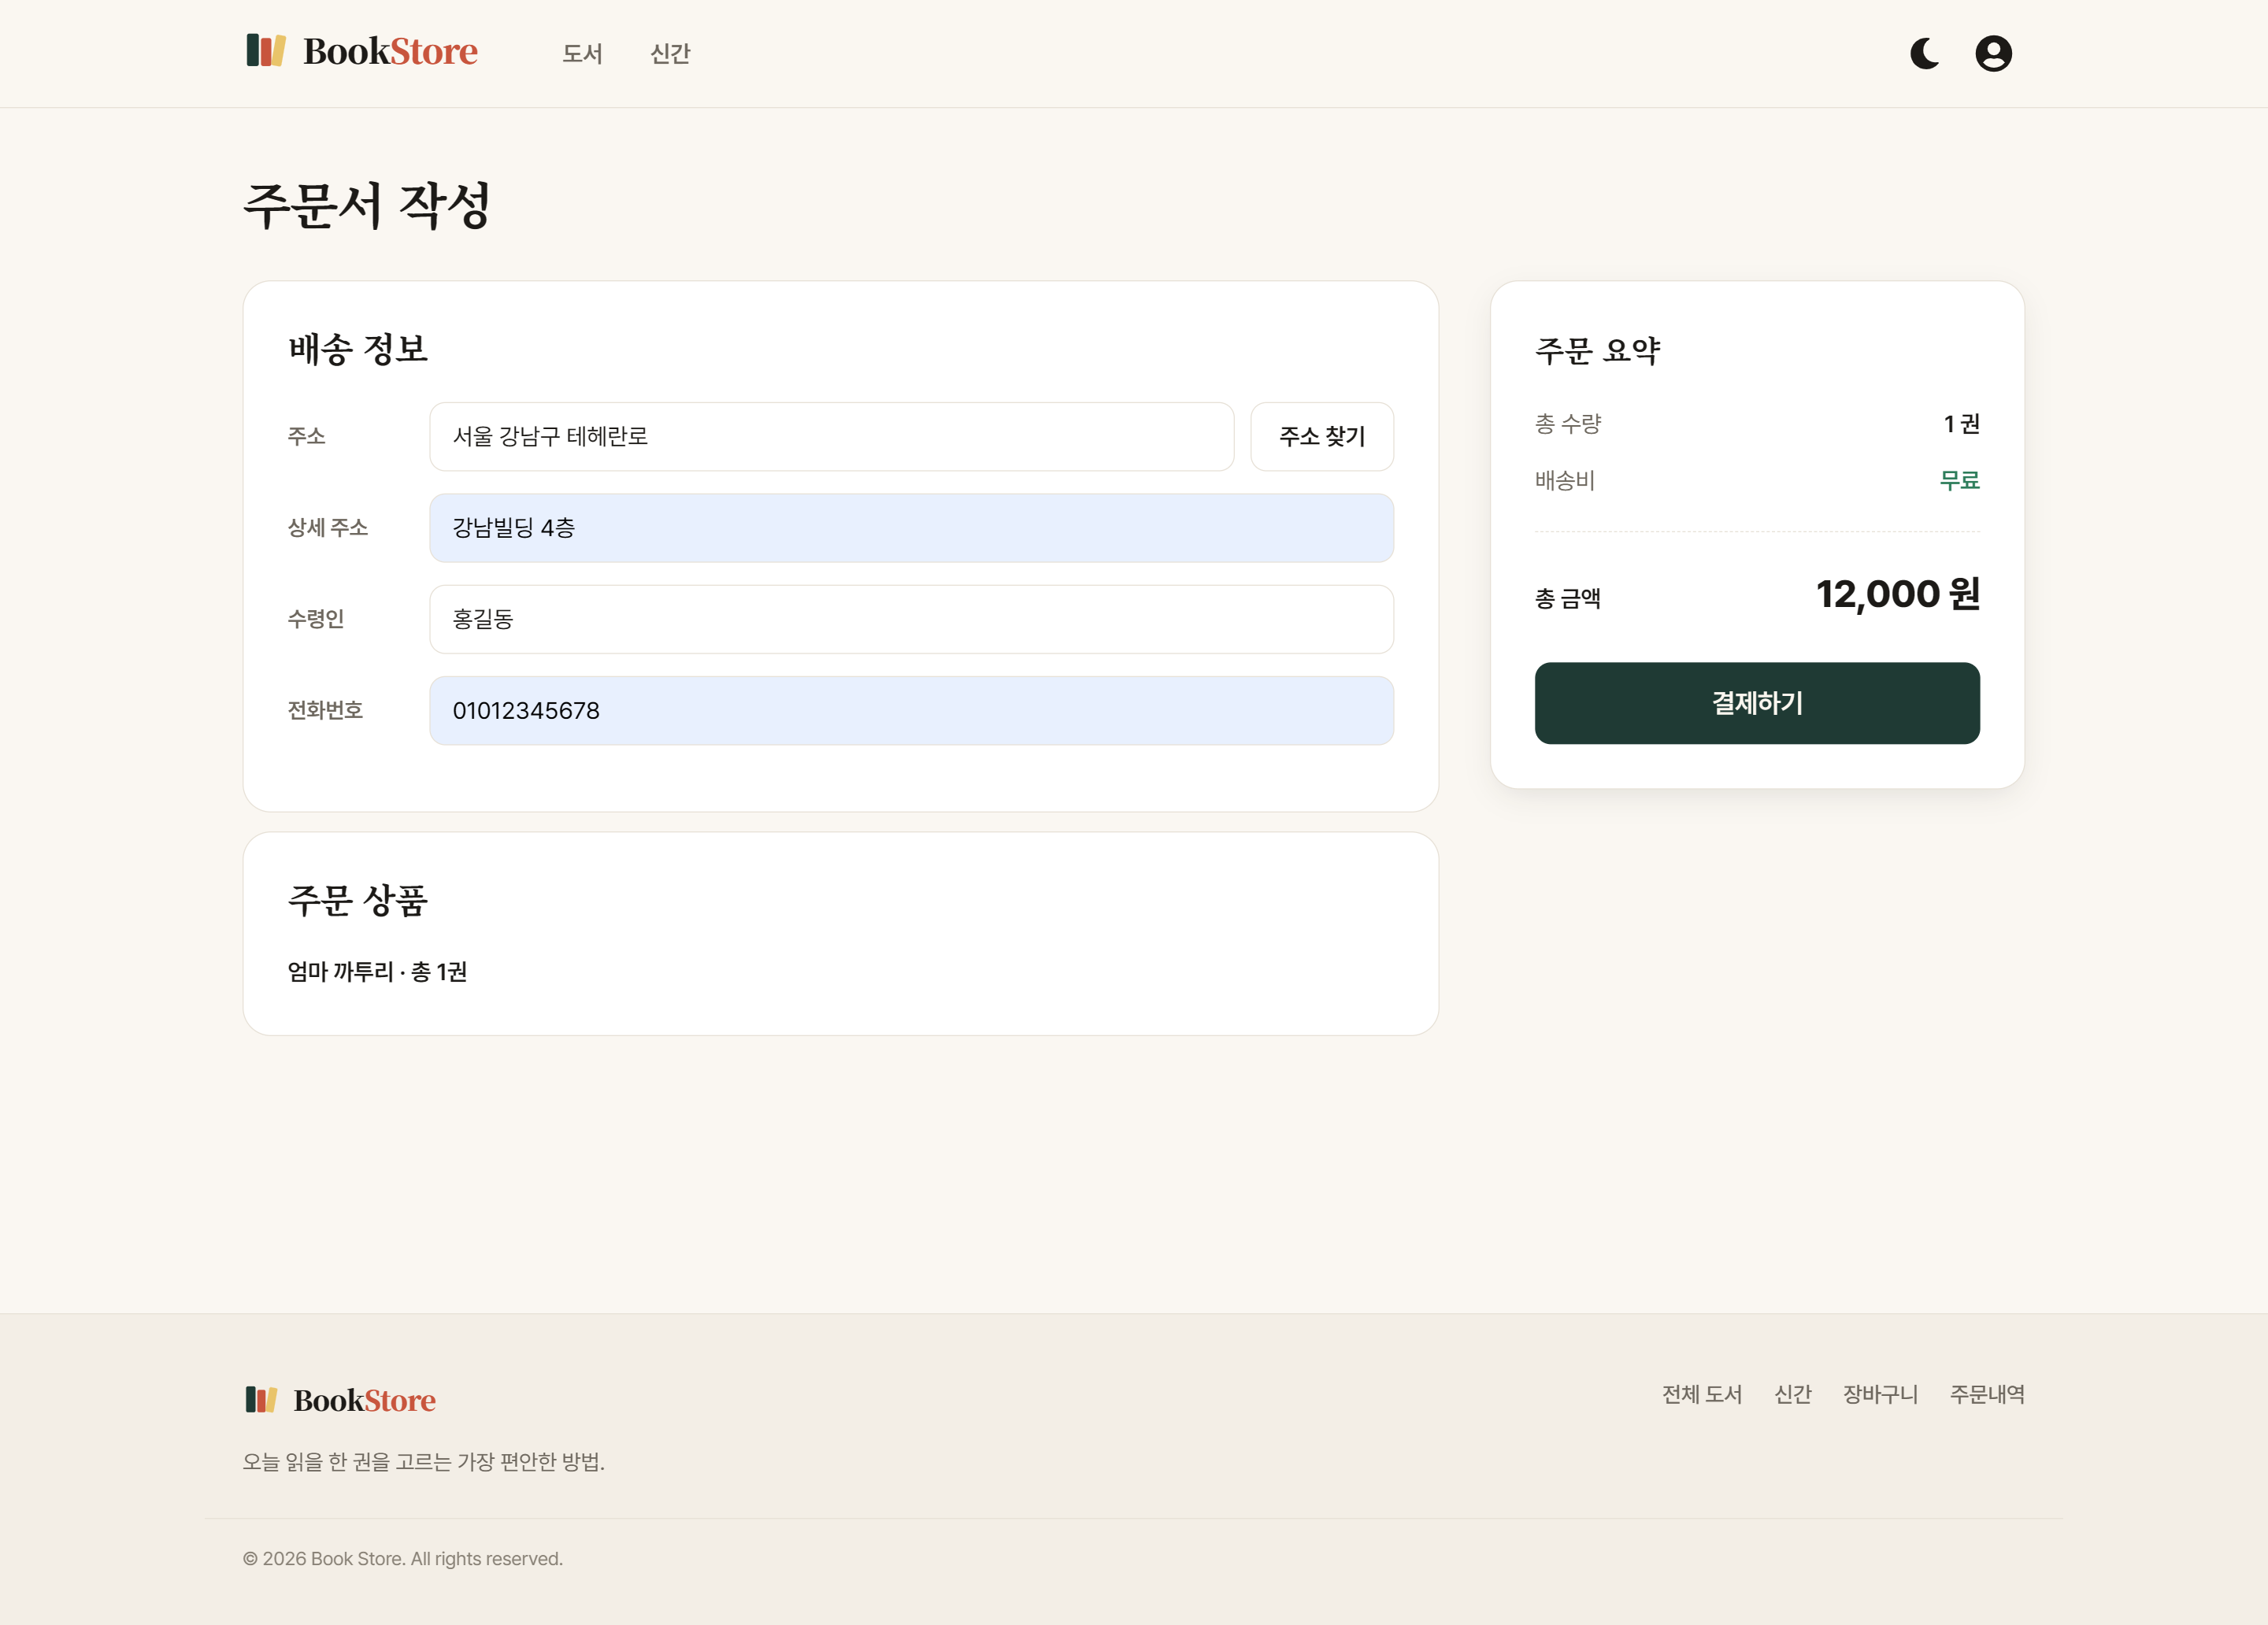 BookStore
도서
신간
주문서 작성
배송 정보
주소
서울 강남구 테헤란로
주소 찾기
상세 주소
강남빌딩 4층
수령인
홍길동
전화번호
01012345678
주문 요약
총 수량
1 권
배송비
무료
총 금액
12,000 원
결제하기
주문 상품
엄마 까투리 · 총 1권
BookStore
오늘 읽을 한 권을 고르는 가장 편안한 방법.
전체 도서
신간
장바구니
주문내역
© 2026 Book Store. All rights reserved.